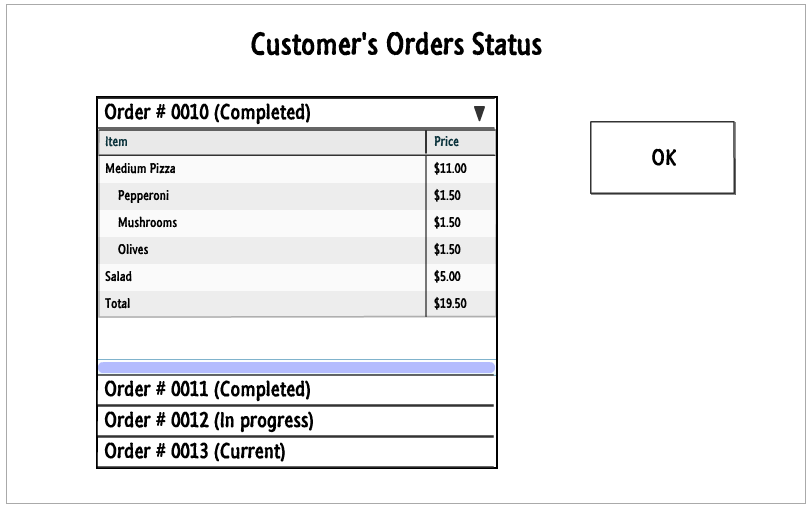 Customer's Orders Status
Order # 0010 (Completed)
OK
Item Price
Medium Pizza $11.00
Pepperoni $1.50
Mushrooms $1.50
Olives $1.50
Salad $5.00
Total $19.50
Order # 0011 (Completed)
Order # 0012 (In progress)
Order # 0013 (Current)